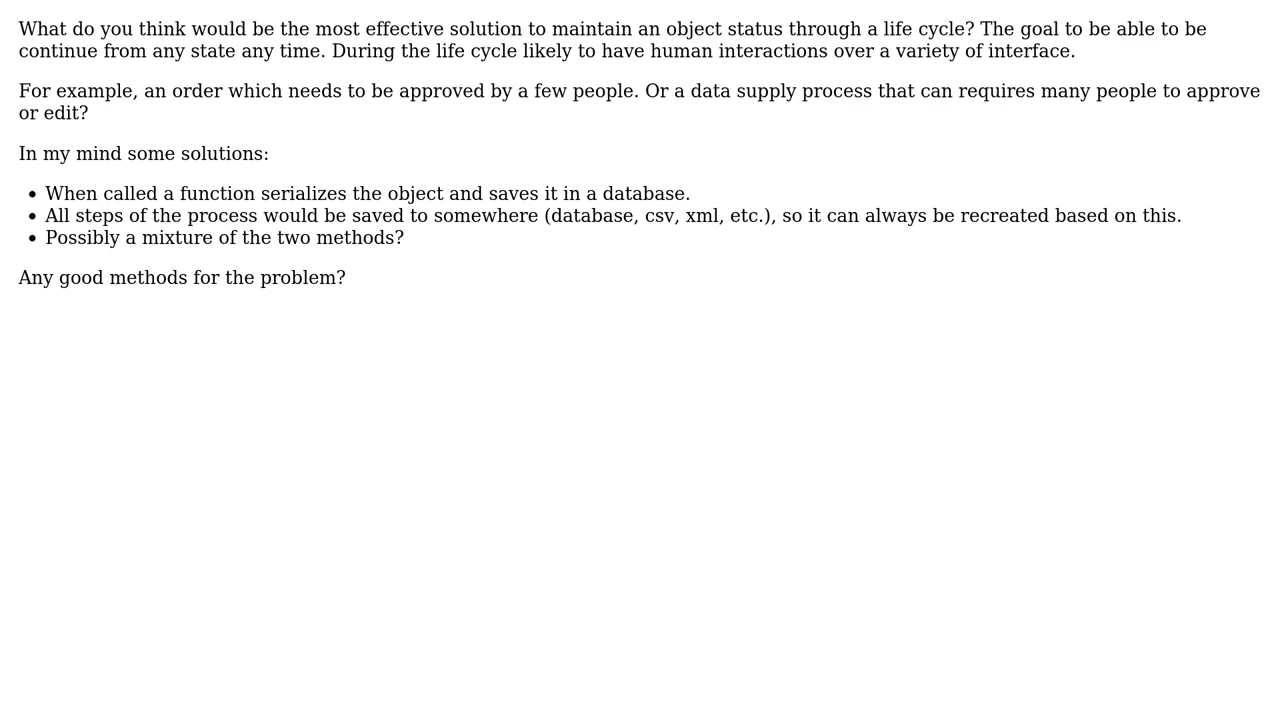 What do you think would be the most effective solution to maintain an object status through a life cycle? The goal to be able to be
continue from any state any time. During the life cycle likely to have human interactions over a variety of interface.
For example, an order which needs to be approved by a few people. Or a data supply process that can requires many people to approve
or edit?
In my mind some solutions:
• When called a function serializes the object and saves it in a database.
• All steps of the process would be saved to somewhere (database, csv, xml, etc.), so it can always be recreated based on this.
• Possibly a mixture of the two methods?
Any good methods for the problem?